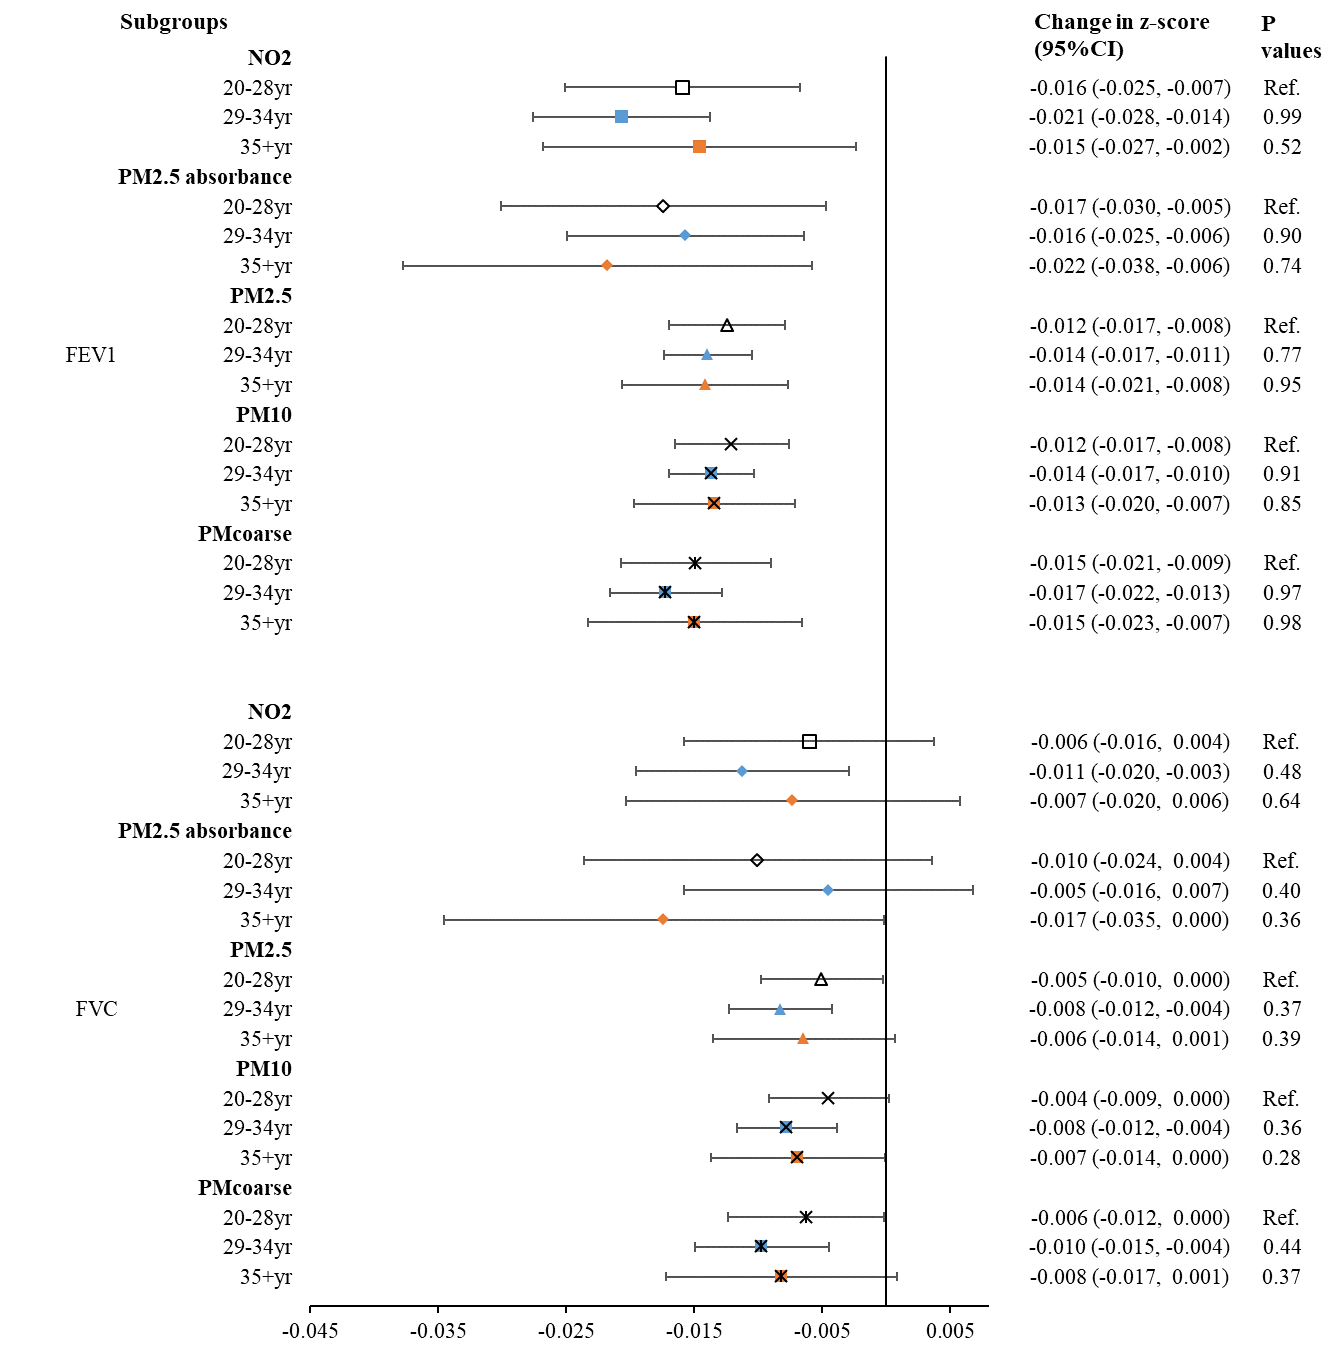 Subgroups Change in z-score (95%CI) P values
NO2
20-28yr -0.016 (-0.025, -0.007) Ref.
29-34yr -0.021 (-0.028, -0.014) 0.99
35+yr -0.015 (-0.027, -0.002) 0.52
PM2.5 absorbance
20-28yr -0.017 (-0.030, -0.005) Ref.
29-34yr -0.016 (-0.025, -0.006) 0.90
35+yr -0.022 (-0.038, -0.006) 0.74
PM2.5
20-28yr -0.012 (-0.017, -0.008) Ref.
FEV1 29-34yr -0.014 (-0.017, -0.011) 0.77
35+yr -0.014 (-0.021, -0.008) 0.95
PM10
20-28yr -0.012 (-0.017, -0.008) Ref.
29-34yr -0.014 (-0.017, -0.010) 0.91
35+yr -0.013 (-0.020, -0.007) 0.85
PMcoarse
20-28yr -0.015 (-0.021, -0.009) Ref.
29-34yr -0.017 (-0.022, -0.013) 0.97
35+yr -0.015 (-0.023, -0.007) 0.98
NO2
20-28yr -0.006 (-0.016, 0.004) Ref.
29-34yr -0.011 (-0.020, -0.003) 0.48
35+yr -0.007 (-0.020, 0.006) 0.64
PM2.5 absorbance
20-28yr -0.010 (-0.024, 0.004) Ref.
29-34yr -0.005 (-0.016, 0.007) 0.40
35+yr -0.017 (-0.035, 0.000) 0.36
PM2.5
20-28yr -0.005 (-0.010, 0.000) Ref.
FVC 29-34yr -0.008 (-0.012, -0.004) 0.37
35+yr -0.006 (-0.014, 0.001) 0.39
PM10
20-28yr -0.004 (-0.009, 0.000) Ref.
29-34yr -0.008 (-0.012, -0.004) 0.36
35+yr -0.007 (-0.014, 0.000) 0.28
PMcoarse
20-28yr -0.006 (-0.012, 0.000) Ref.
29-34yr -0.010 (-0.015, -0.004) 0.44
35+yr -0.008 (-0.017, 0.001) 0.37
-0.045 -0.035 -0.025 -0.015 -0.005 0.005